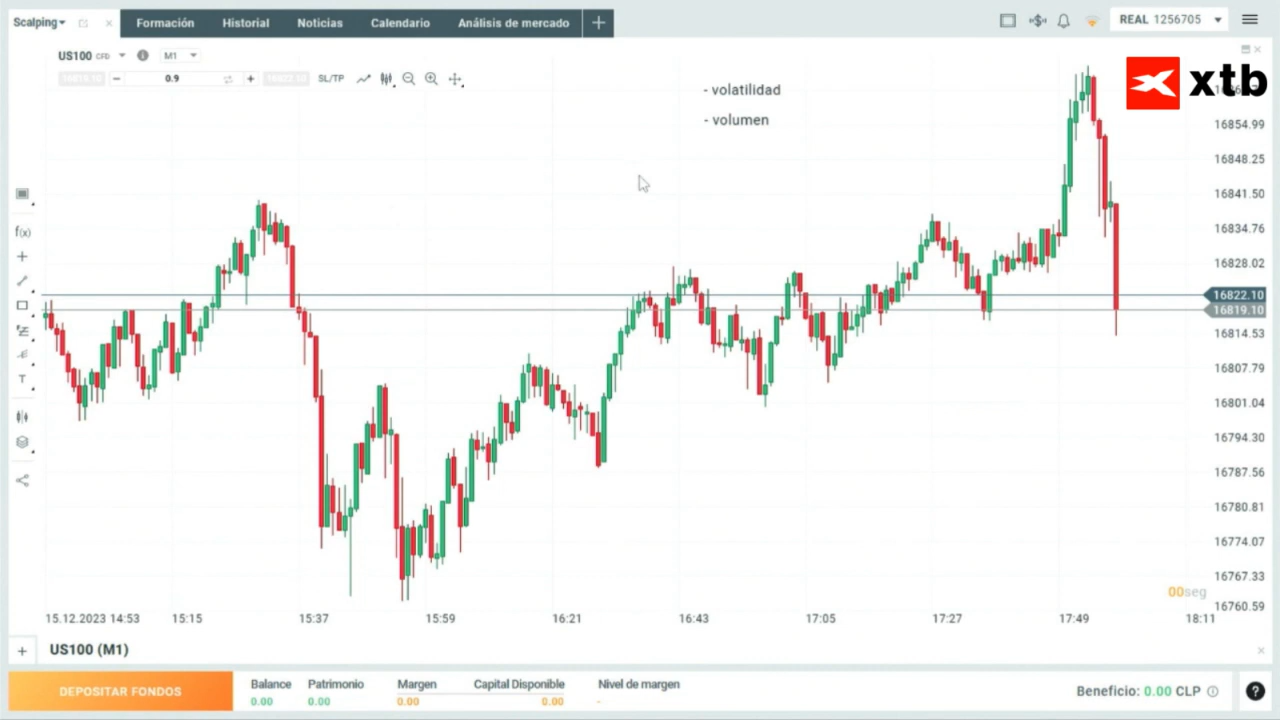 Scalping
Formación
Historial
Noticias
Calendario
Análisis de mercado
REAL 1256705
US100 CFD
M1
16819.10
0.9
16822.10
SL/TP
- volatilidad
- volumen
xtb
16854.99
16848.25
16841.50
16834.76
16828.02
16822.10
16819.10
16814.53
16807.79
16801.04
16794.30
16787.56
16780.81
16774.07
16767.33
16760.59
f(x)
T
00seg
15.12.2023 14:53
15:15
15:37
15:59
16:21
16:43
17:05
17:27
17:49
18:11
US100 (M1)
DEPOSITAR FONDOS
Balance
Patrimonio
Margen
Capital Disponible
Nivel de margen
0.00
0.00
0.00
0.00
-
Beneficio: 0.00 CLP